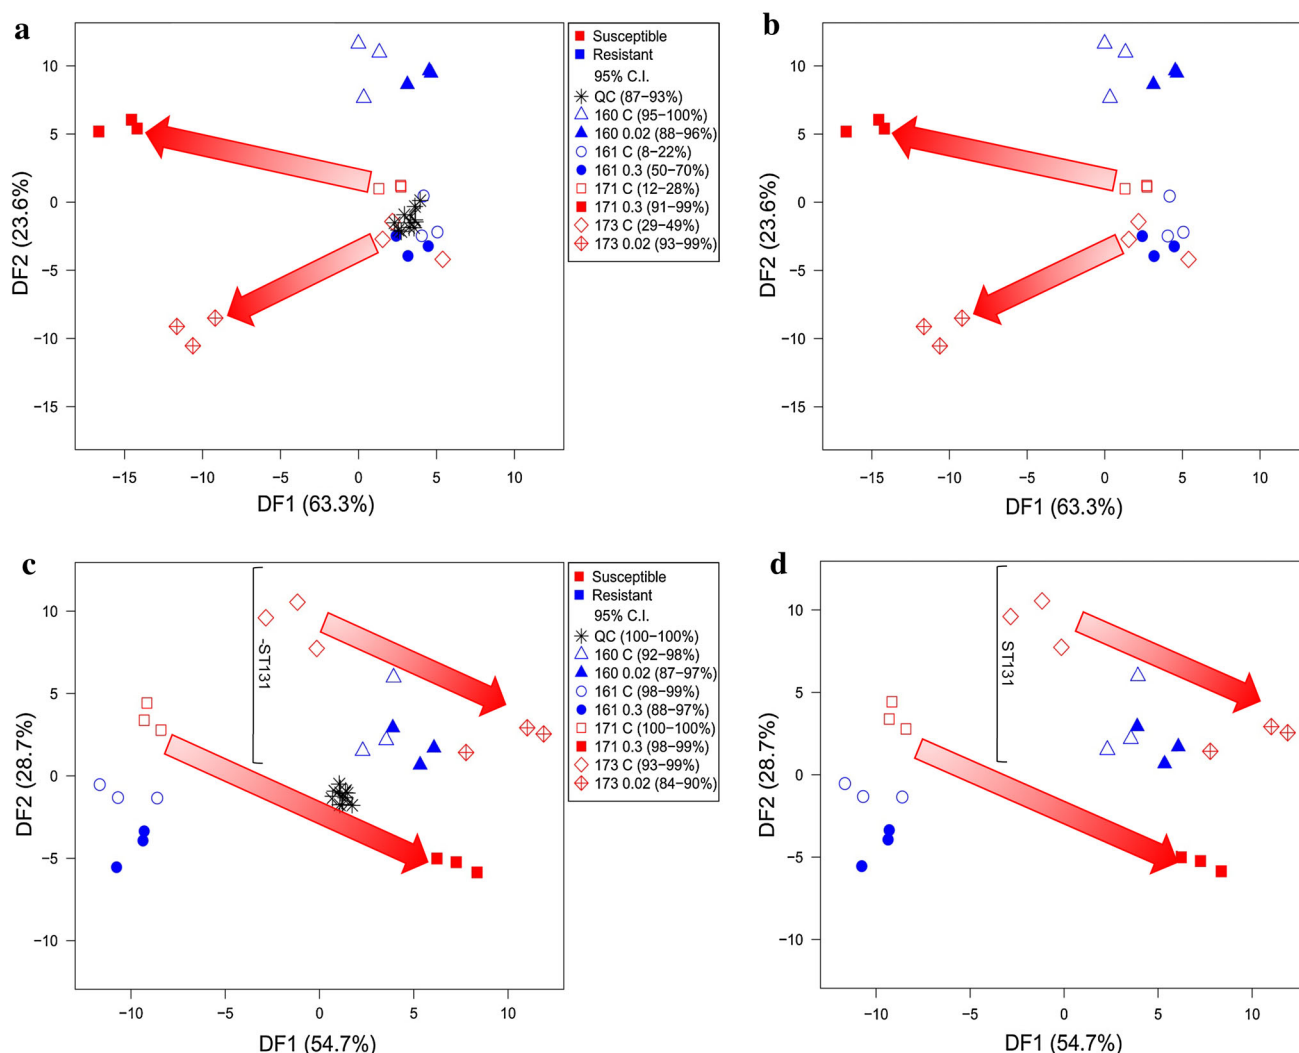 a
10
5
0
−5
−10
−15
DF2 (23.6%)
−15
−10
−5
0
5
10
DF1 (63.3%)
Susceptible
Resistant
95% C.I.
QC (87−93%)
160 C (95−100%)
160 0.02 (88−96%)
161 C (8−22%)
161 0.3 (50−70%)
171 C (12−28%)
171 0.3 (91−99%)
173 C (29−49%)
173 0.02 (93−99%)
b
10
5
0
−5
−10
−15
DF2 (23.6%)
−15
−10
−5
0
5
10
DF1 (63.3%)
c
10
5
0
−5
−10
DF2 (28.7%)
-ST131
−10
−5
0
5
10
DF1 (54.7%)
Susceptible
Resistant
95% C.I.
QC (100−100%)
160 C (92−98%)
160 0.02 (87−97%)
161 C (98−99%)
161 0.3 (88−97%)
171 C (100−100%)
171 0.3 (98−99%)
173 C (93−99%)
173 0.02 (84−90%)
d
10
5
0
−5
−10
DF2 (28.7%)
ST131
−10
−5
0
5
10
DF1 (54.7%)